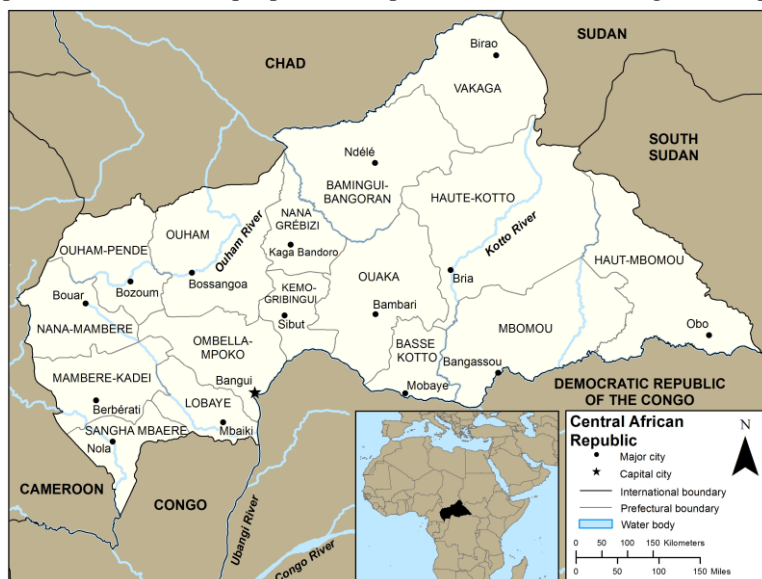 SUDAN
Birao
CHAD
VAKAGA
SOUTH
SUDAN
Ndélé
BAMINGUI-
BANGORAN
HAUTE-KOTTO
NANA
GRÉBIZI
OUHAM
Ouham River
Kotto River
OUHAM-PENDE
Kaga Bandoro
HAUT-MBOMOU
OUAKA
Bossangoa
Bria
Bozoum
KEMO-
GRIBINGUI
Bouar
Bambari
MBOMOU
Sibut
NANA-MAMBERE
OMBELLA-
MPOKO
Obo
BASSE
KOTTO
Bangassou
MAMBERE-KADEI
Bangui
Mobaye
DEMOCRATIC REPUBLIC
OF THE CONGO
Berbérati
LOBAYE
Mbaiki
SANGHA MBAERE
Nola
CAMEROON
CONGO
Ubangi River
Congo River
Central African
Republic
N
Major city
Capital city
International boundary
Prefectural boundary
Water body
0 50 100 150 Kilometers
0 50 100 150 Miles